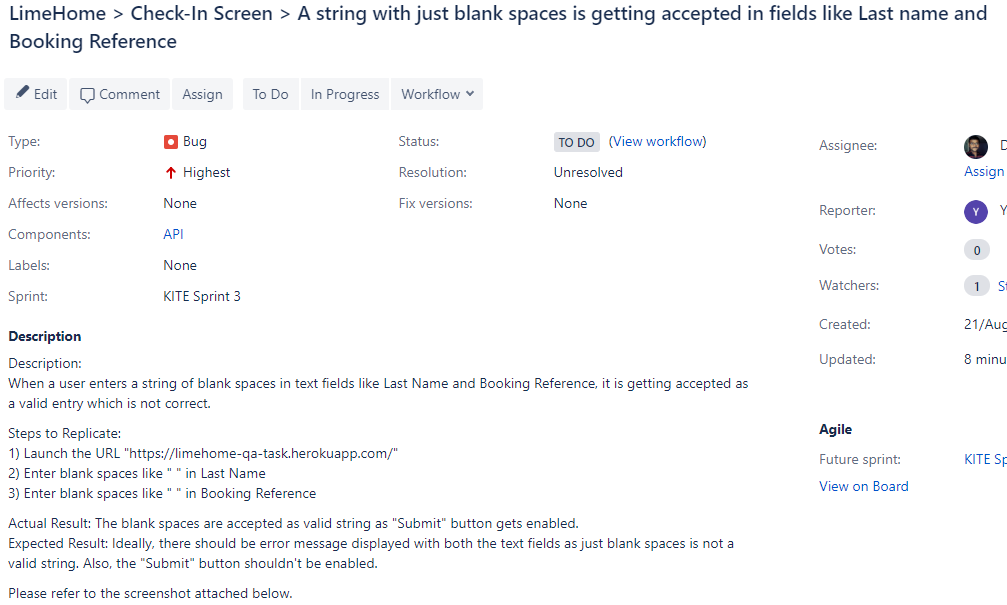 LimeHome > Check-In Screen > A string with just blank spaces is getting accepted in fields like Last name and
Booking Reference
Edit Comment Assign To Do In Progress Workflow
Type: Bug
Priority: Highest
Affects versions: None
Components: API
Labels: None
Sprint: KITE Sprint 3
Status: TO DO (View workflow)
Resolution: Unresolved
Fix versions: None
Assignee: D
Assign
Reporter: Y Y
Votes: 0
Watchers: 1 St
Created: 21/Aug
Updated: 8 minu
Description
Description:
When a user enters a string of blank spaces in text fields like Last Name and Booking Reference, it is getting accepted as
a valid entry which is not correct.
Steps to Replicate:
1) Launch the URL "https://limehome-qa-task.herokuapp.com/"
2) Enter blank spaces like " " in Last Name
3) Enter blank spaces like " " in Booking Reference
Actual Result: The blank spaces are accepted as valid string as "Submit" button gets enabled.
Expected Result: Ideally, there should be error message displayed with both the text fields as just blank spaces is not a
valid string. Also, the "Submit" button shouldn't be enabled.
Please refer to the screenshot attached below.
Agile
Future sprint: KITE Sp
View on Board